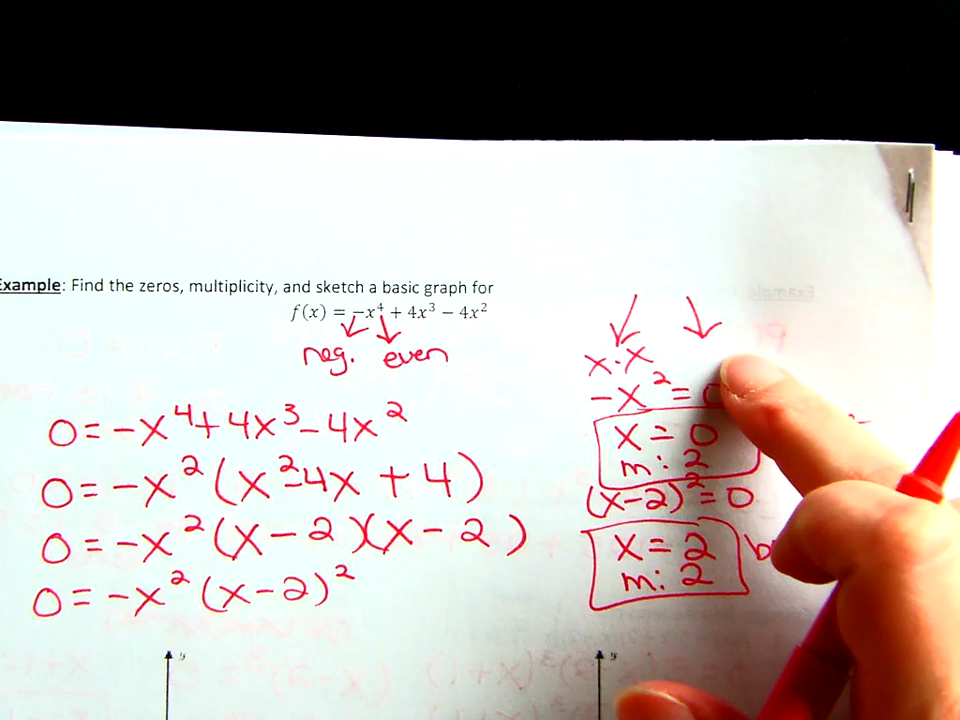 Example: Find the zeros, multiplicity, and sketch a basic graph for
f(x) = −x⁴ + 4x³ − 4x²
neg. even
0 = -x⁴+4x³-4x²
0 = -x²(x²-4x+4)
0 = -x²(x-2)(x-2)
0 = -x²(x-2)²
x·x
-x² = 0
x = 0
m: 2
(x-2)² = 0
x = 2
m: 2
y
y